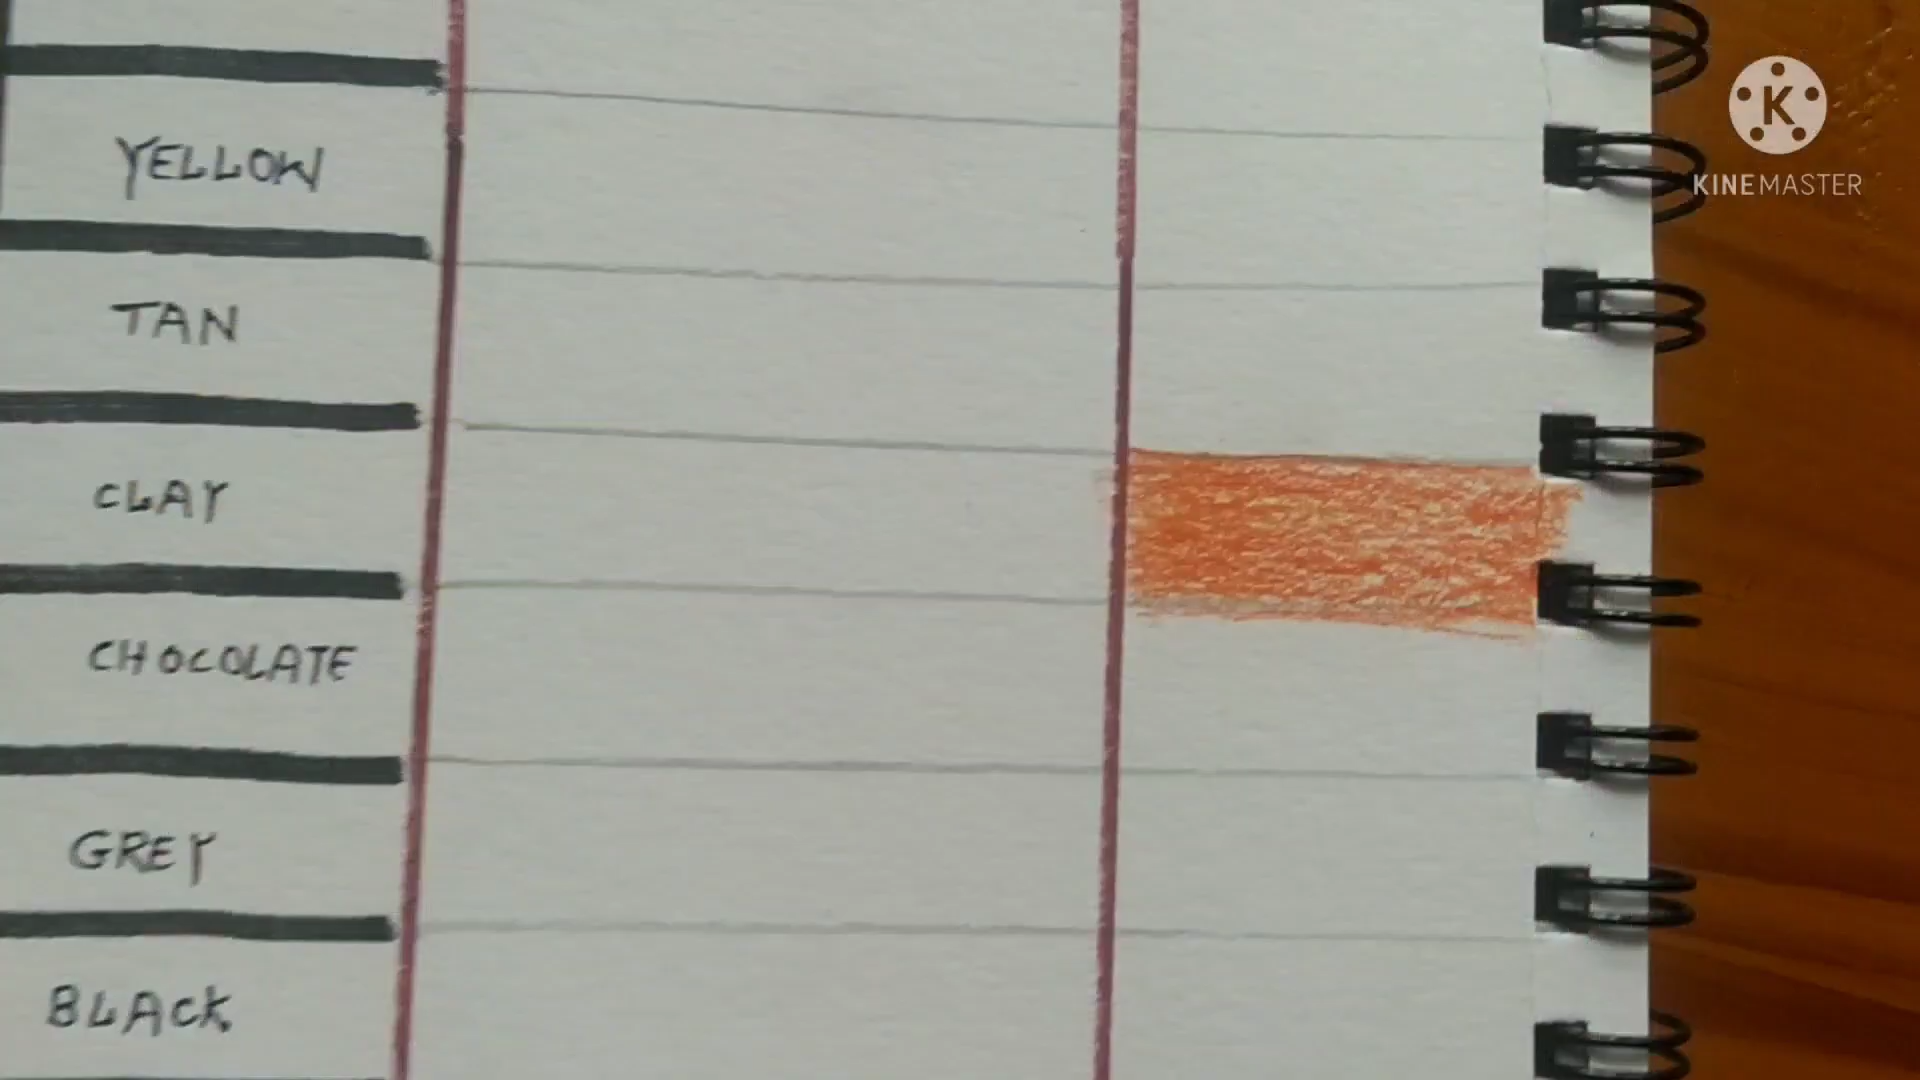 YELLOW
TAN
CLAY
CHOCOLATE
GREY
BLACK
K
KINEMASTER